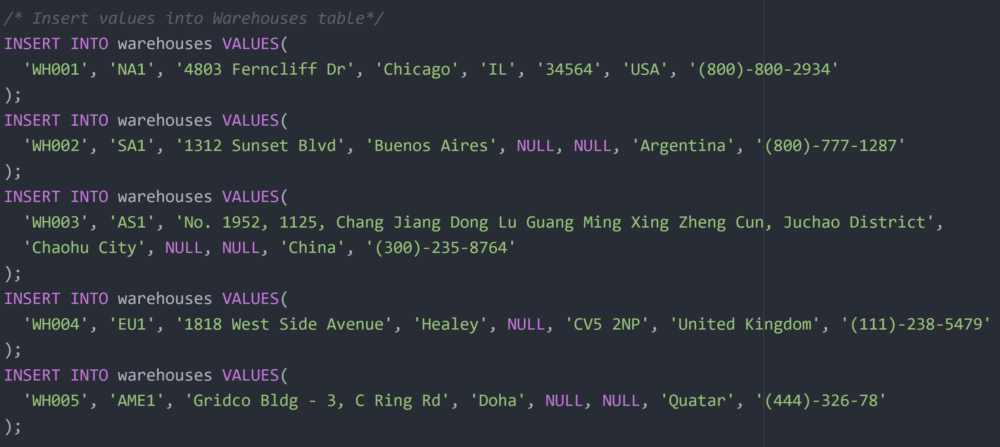 /* Insert values into Warehouses table*/
INSERT INTO warehouses VALUES(
  'WH001', 'NA1', '4803 Ferncliff Dr', 'Chicago', 'IL', '34564', 'USA', '(800)-800-2934'
);
INSERT INTO warehouses VALUES(
  'WH002', 'SA1', '1312 Sunset Blvd', 'Buenos Aires', NULL, NULL, 'Argentina', '(800)-777-1287'
);
INSERT INTO warehouses VALUES(
  'WH003', 'AS1', 'No. 1952, 1125, Chang Jiang Dong Lu Guang Ming Xing Zheng Cun, Juchao District',
  'Chaohu City', NULL, NULL, 'China', '(300)-235-8764'
);
INSERT INTO warehouses VALUES(
  'WH004', 'EU1', '1818 West Side Avenue', 'Healey', NULL, 'CV5 2NP', 'United Kingdom', '(111)-238-5479'
);
INSERT INTO warehouses VALUES(
  'WH005', 'AME1', 'Gridco Bldg - 3, C Ring Rd', 'Doha', NULL, NULL, 'Quatar', '(444)-326-78'
);